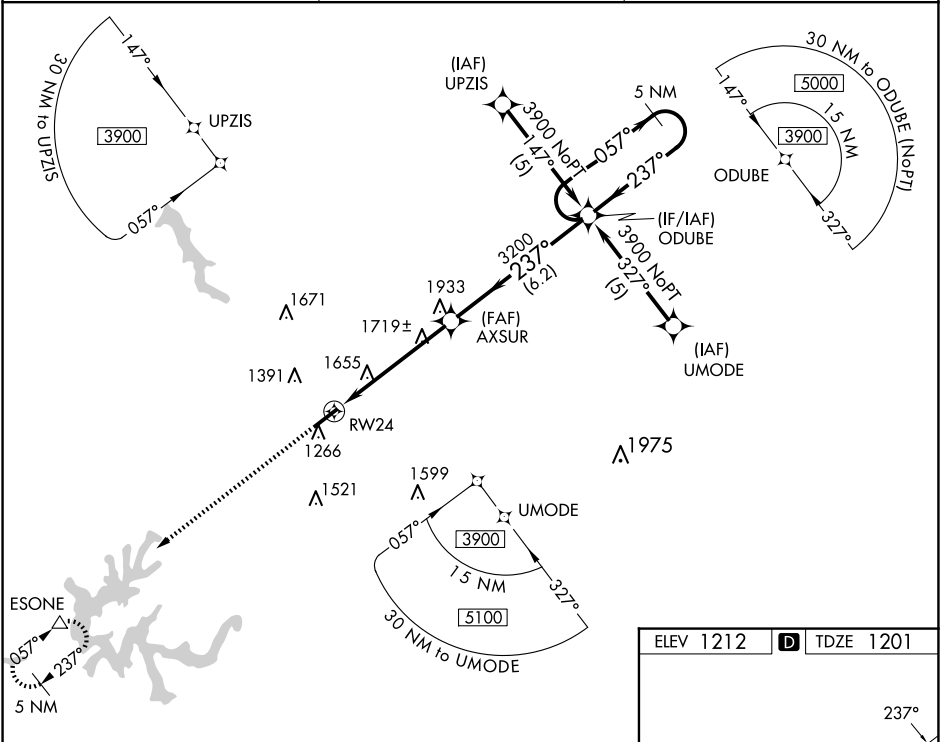 147°
30 NM to UPZIS
3900
UPZIS
057°
(IAF)
UPZIS
3900 NoPT
147°
(5)
5 NM
057°
237°
(IF/IAF)
ODUBE
30 NM to ODUBE (NoPT)
5000
147°
15 NM
3900
ODUBE
327°
3200
237°
(6.2)
3900 NoPT
327°
(5)
(IAF)
UMODE
1933
1671
(FAF)
AXSUR
1719±
1655
1391
RW24
1266
1975
1599
1521
UMODE
057°
3900
15 NM
327°
5100
30 NM to UMODE
ESONE
057°
237°
5 NM
ELEV 1212 D TDZE 1201
237°